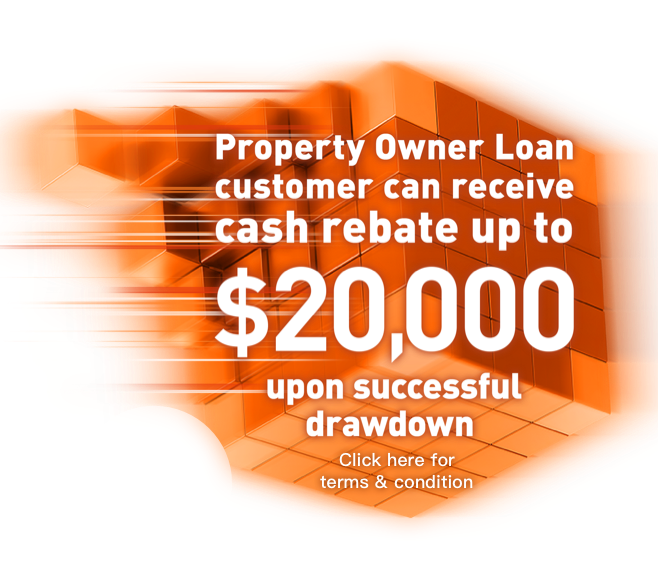 Property Owner Loan
customer can receive
cash rebate up to
$20,000
upon successful
drawdown
Click here for
terms & condition